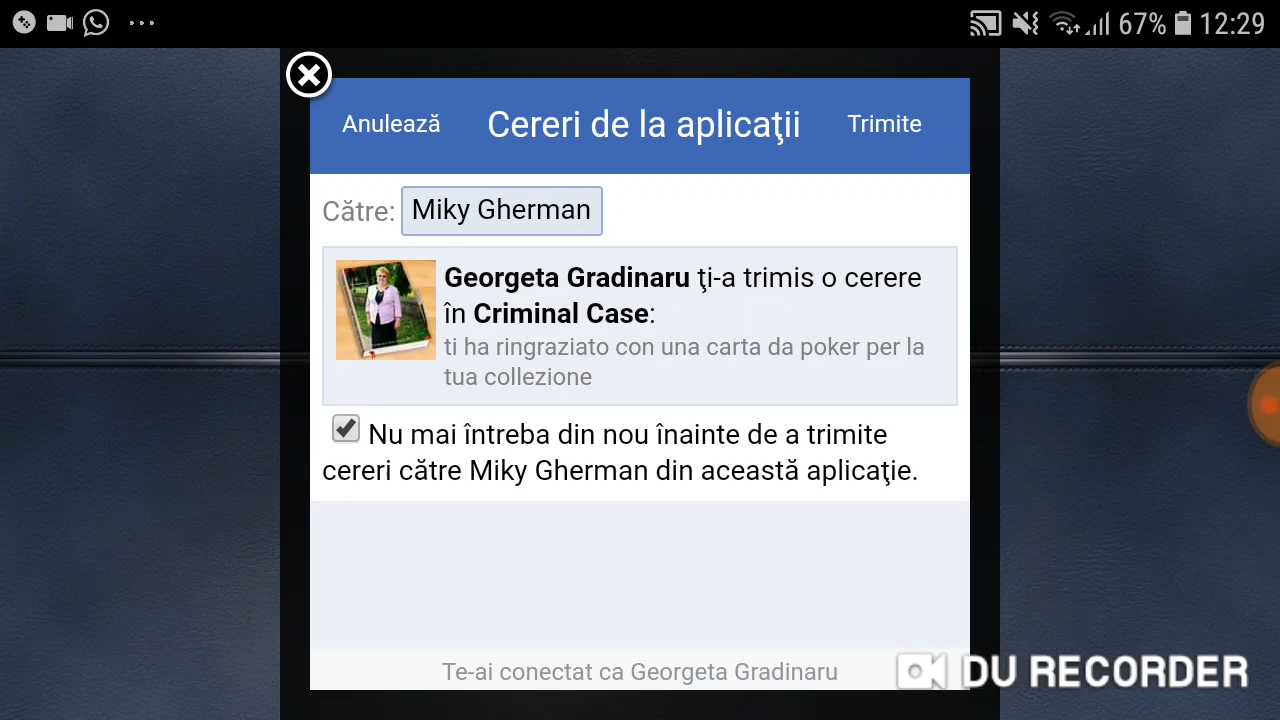 67% 12:29
Anulează Cereri de la aplicaţii Trimite
Către: Miky Gherman
Georgeta Gradinaru ţi-a trimis o cerere
în Criminal Case:
ti ha ringraziato con una carta da poker per la
tua collezione
Nu mai întreba din nou înainte de a trimite
cereri către Miky Gherman din această aplicaţie.
Te-ai conectat ca Georgeta Gradinaru
DU RECORDER